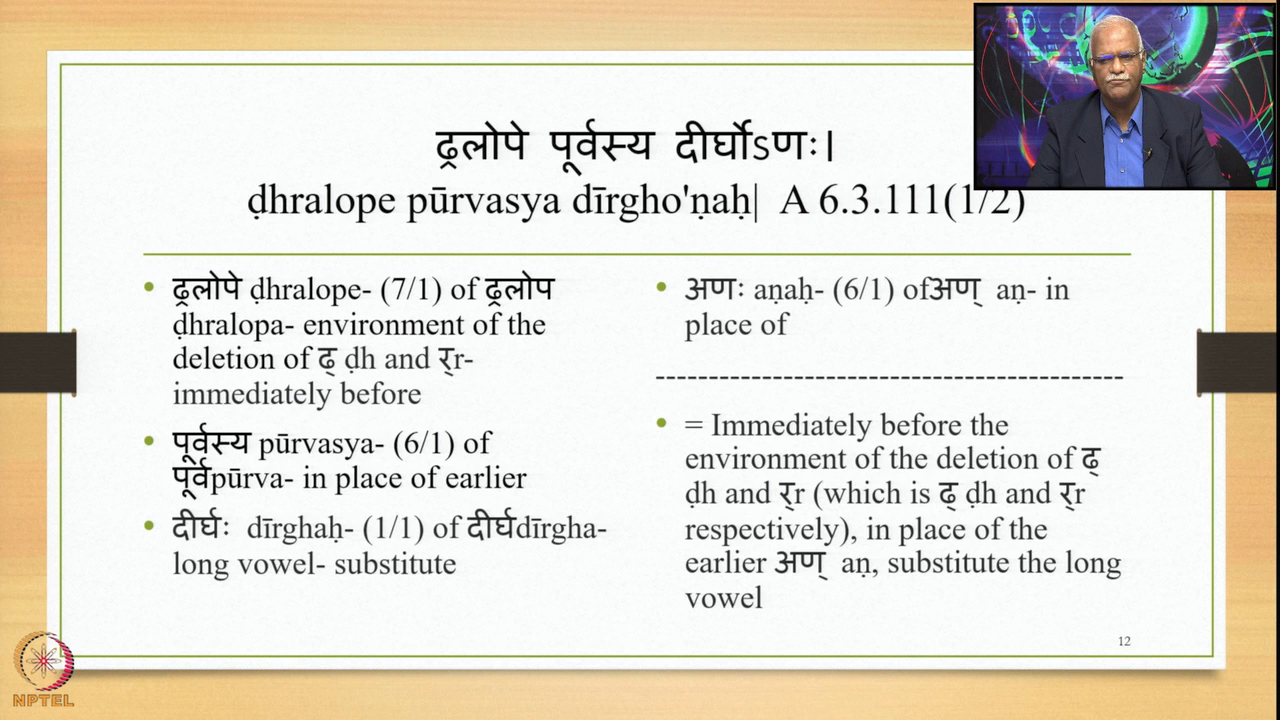 ढ्रलोपे पूर्वस्य दीर्घोऽणः।
ḍhralope pūrvasya dīrgho'ṇaḥ| A 6.3.111(1/2)
• ढ्रलोपे ḍhralope- (7/1) of ढ्रलोप
ḍhralopa- environment of the
deletion of ढ् ḍh and र्r-
immediately before
• पूर्वस्य pūrvasya- (6/1) of
पूर्वpūrva- in place of earlier
• दीर्घः dīrghaḥ- (1/1) of दीर्घdīrgha-
long vowel- substitute
• अणः aṇaḥ- (6/1) ofअण् aṇ- in
place of
--------------------------------------------
• = Immediately before the
environment of the deletion of ढ्
ḍh and र्r (which is ढ् ḍh and र्r
respectively), in place of the
earlier अण् aṇ, substitute the long
vowel
12
NPTEL